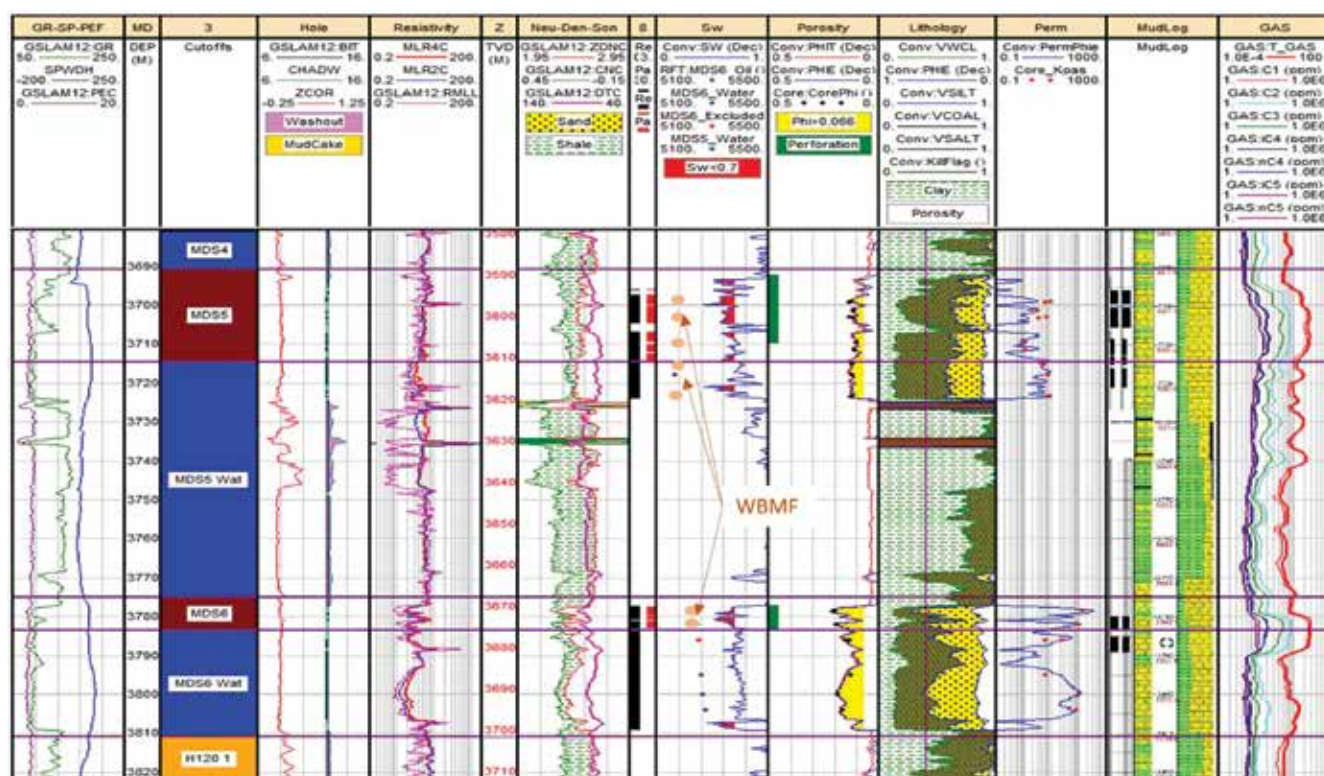 GR-SP-PEF MD 3 Hole Resistivity Z Neu-Den-Son Sw Porosity Lithology Perm MudLog GAS
GSLAM12:GR
50. 250
SPWDH
-200. 250
GSLAM12:PEC
0. 20
DEP
(M)
Cutoffs
GSLAM12:BIT
6. 16.
CHADW
6. 16.
ZCOR
-0.25 1.25
Washout
MudCake
MLR4C
0.2 200.
MLR2C
0.2 200.
GSLAM12:RMLL
0.2 200.
TVD
(M)
GSLAM12:ZDNC
1.95 2.95
GSLAM12:CNC
0.45 -0.15
GSLAM12:DTC
140. 40.
Sand
Shale
Re
Pa
Re
Pa
Conv:SW (Dec)
0. 1.
RFT:MDS6_Oil ()
5100. 5500.
MDS6_Water
5100. 5500.
MDS6_Excluded
5100. 5500.
MDS5_Water
5100. 5500.
Sw<0.7
Conv:PHIT (Dec)
0.5 0.
Conv:PHIE (Dec)
0.5 0.
Core:CorePhi ()
0.5 0.
Phi>0.066
Perforation
Conv:VWCL
0. 1.
Conv:PHIE (Dec)
1. 0.
Conv:VSILT
0. 1.
Conv:VCOAL
0. 1.
Conv:VSALT
0. 1.
Conv:KilFlag ()
0. 1.
Clay
Porosity
Conv:PermPhie
0.1 1000.
Core_Koas
0.1 1000
MudLog
GAS:T_GAS
1.0E-4 100
GAS:C1 (ppm)
1. 1.0E6
GAS:C2 (ppm)
1. 1.0E6
GAS:C3 (ppm)
1. 1.0E6
GAS:iC4 (ppm)
1. 1.0E6
GAS:nC4 (ppm)
1. 1.0E6
GAS:iC5 (ppm)
1. 1.0E6
GAS:nC5 (ppm)
1. 1.0E6
MDS4
3690 3590
3700 MDS5 3600
3710 3610
3720 3620
3730 3630
3740 MDS5 Wat 3640
3750 3650
WBMF
3760 3660
3770 3670
3780 MDS6
3790 3680
MDS6 Wat 3690
3800
3810 3700
H120 1
3820 3710